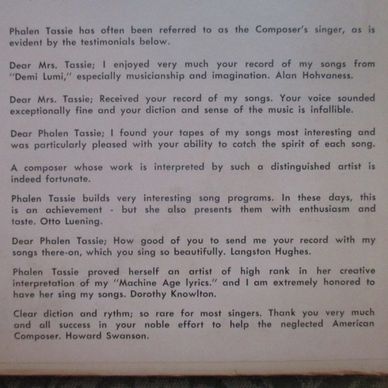 Phalen Tassie has often been referred to as the Composer's singer, as is
evident by the testimonials below.
Dear Mrs. Tassie; I enjoyed very much your record of my songs from
"Demi Lumi," especially musicianship and imagination. Alan Hohvaness.
Dear Mrs. Tassie; Received your record of my songs. Your voice sounded
exceptionally fine and your diction and sense of the music is infallible.
Dear Phalen Tassie; I found your tapes of my songs most interesting and
was particularly pleased with your ability to catch the spirit of each song.
A composer whose work is interpreted by such a distinguished artist is
indeed fortunate.
Phalen Tassie builds very interesting song programs. In these days, this
is an achievement - but she also presents them with enthusiasm and
taste. Otto Luening.
Dear Phalen Tassie; How good of you to send me your record with my
songs there-on, which you sing so beautifully. Langston Hughes.
Phalen Tassie proved herself an artist of high rank in her creative
interpretation of my "Machine Age lyrics." and I am extremely honored to
have her sing my songs. Dorothy Knowlton.
Clear diction and rythm; so rare for most singers. Thank you very much
and all success in your noble effort to help the neglected American
Composer. Howard Swanson.